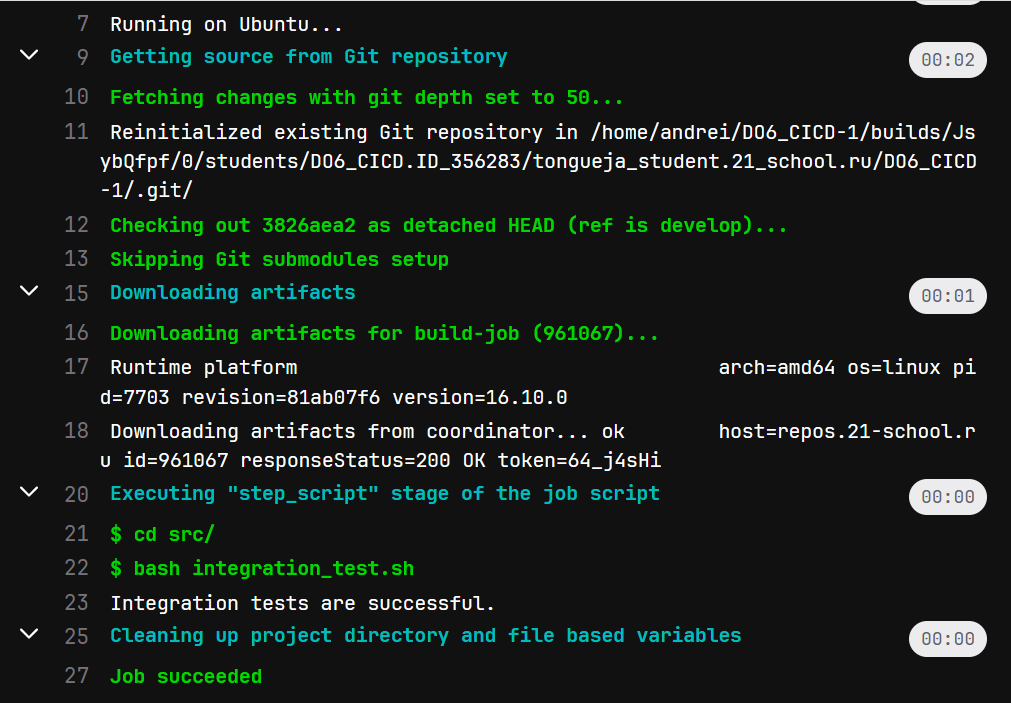 7 Running on Ubuntu...
9 Getting source from Git repository 00:02
10 Fetching changes with git depth set to 50...
11 Reinitialized existing Git repository in /home/andrei/DO6_CICD-1/builds/Js
ybQfpf/0/students/DO6_CICD.ID_356283/tongueja_student.21_school.ru/DO6_CICD
-1/.git/
12 Checking out 3826aea2 as detached HEAD (ref is develop)...
13 Skipping Git submodules setup
15 Downloading artifacts 00:01
16 Downloading artifacts for build-job (961067)...
17 Runtime platform arch=amd64 os=linux pi
d=7703 revision=81ab07f6 version=16.10.0
18 Downloading artifacts from coordinator... ok host=repos.21-school.r
u id=961067 responseStatus=200 OK token=64_j4sHi
20 Executing "step_script" stage of the job script 00:00
21 $ cd src/
22 $ bash integration_test.sh
23 Integration tests are successful.
25 Cleaning up project directory and file based variables 00:00
27 Job succeeded